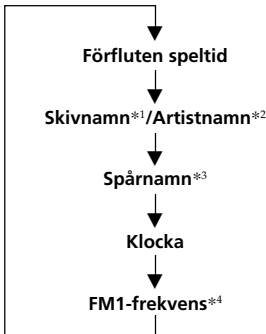 Förfluten speltid
Skivnamn*1/Artistnamn*2
Spårnamn*3
Klocka
FM1-frekvens*4